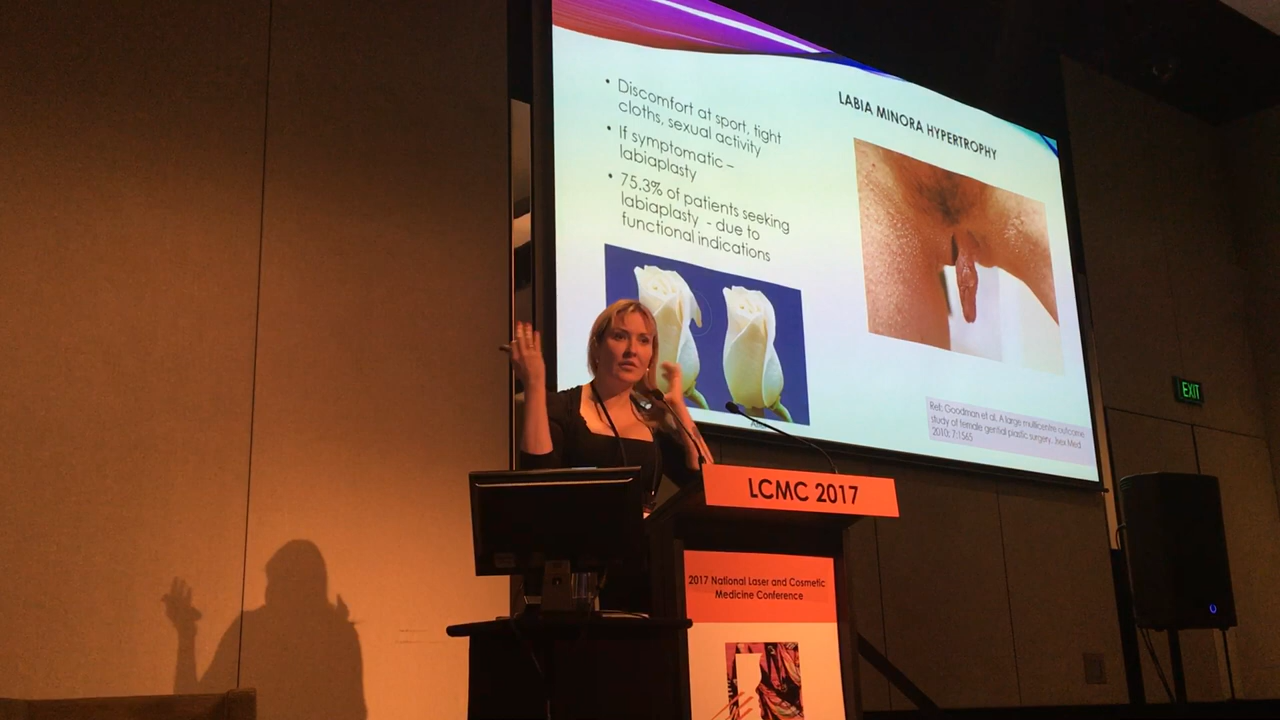 • Discomfort at sport, tight
cloths, sexual activity
• If symptomatic –
labiaplasty
• 75.3% of patients seeking
labiaplasty - due to
functional indications
LABIA MINORA HYPERTROPHY
Ref: Goodman et al. A large multicentre outcome
study of female genital plastic surgery. Jsex Med
2010; 7:1565
EXIT
LCMC 2017
2017 National Laser and Cosmetic
Medicine Conference